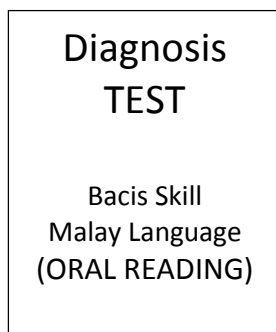 Diagnosis
TEST
Bacis Skill
Malay Language
(ORAL READING)